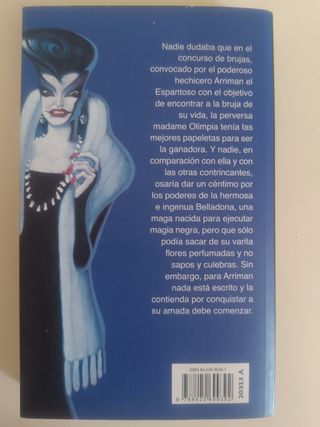 Nadie dudaba que en el
concurso de brujas,
convocado por el poderoso
hechicero Arriman el
Espantoso con el objetivo
de encontrar a la bruja de
su vida, la perversa
madame Olimpia tenía las
mejores papeletas para ser
la ganadora. Y nadie, en
comparación con ella y con
las otras contrincantes,
osaría dar un céntimo por
los poderes de la hermosa
e ingenua Belladona, una
maga nacida para ejecutar
magia negra, pero que sólo
podía sacar de su varita
flores perfumadas y no
sapos y culebras. Sin
embargo, para Arriman
nada está escrito y la
contienda por conquistar a
su amada debe comenzar.
20313 A